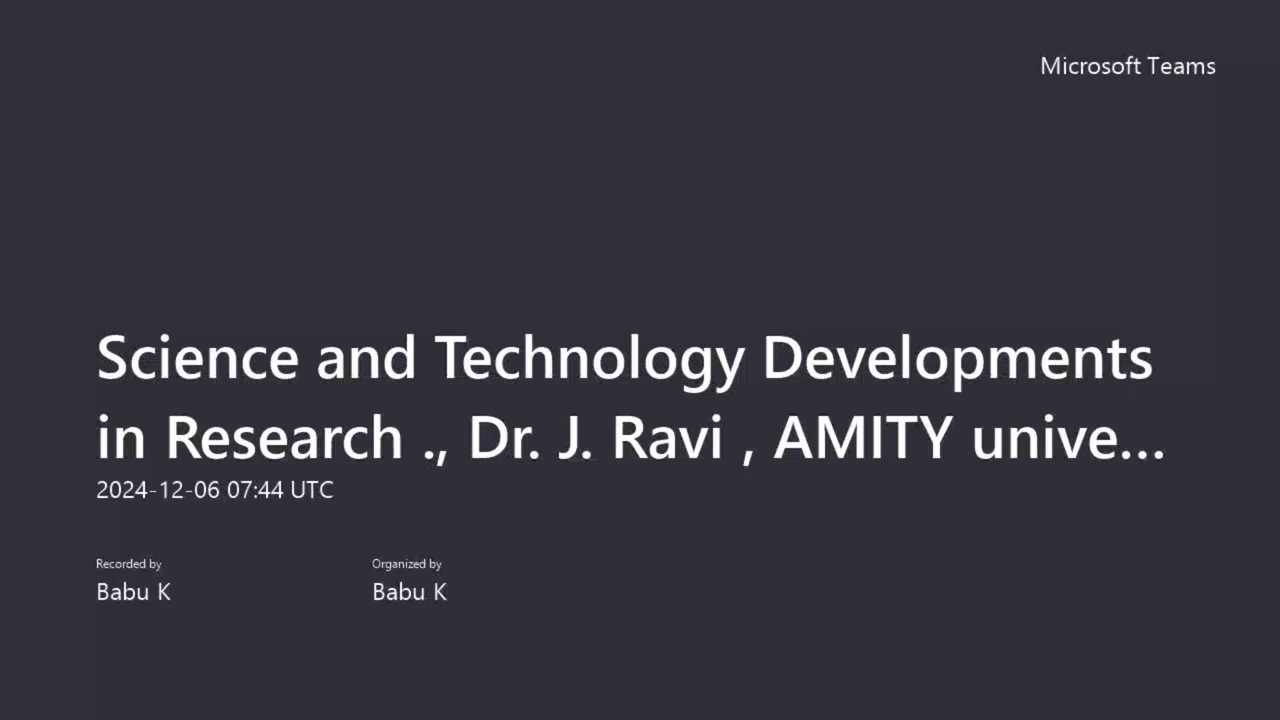 Microsoft Teams
Science and Technology Developments
in Research ., Dr. J. Ravi , AMITY unive...
2024-12-06 07:44 UTC
Recorded by
Babu K
Organized by
Babu K